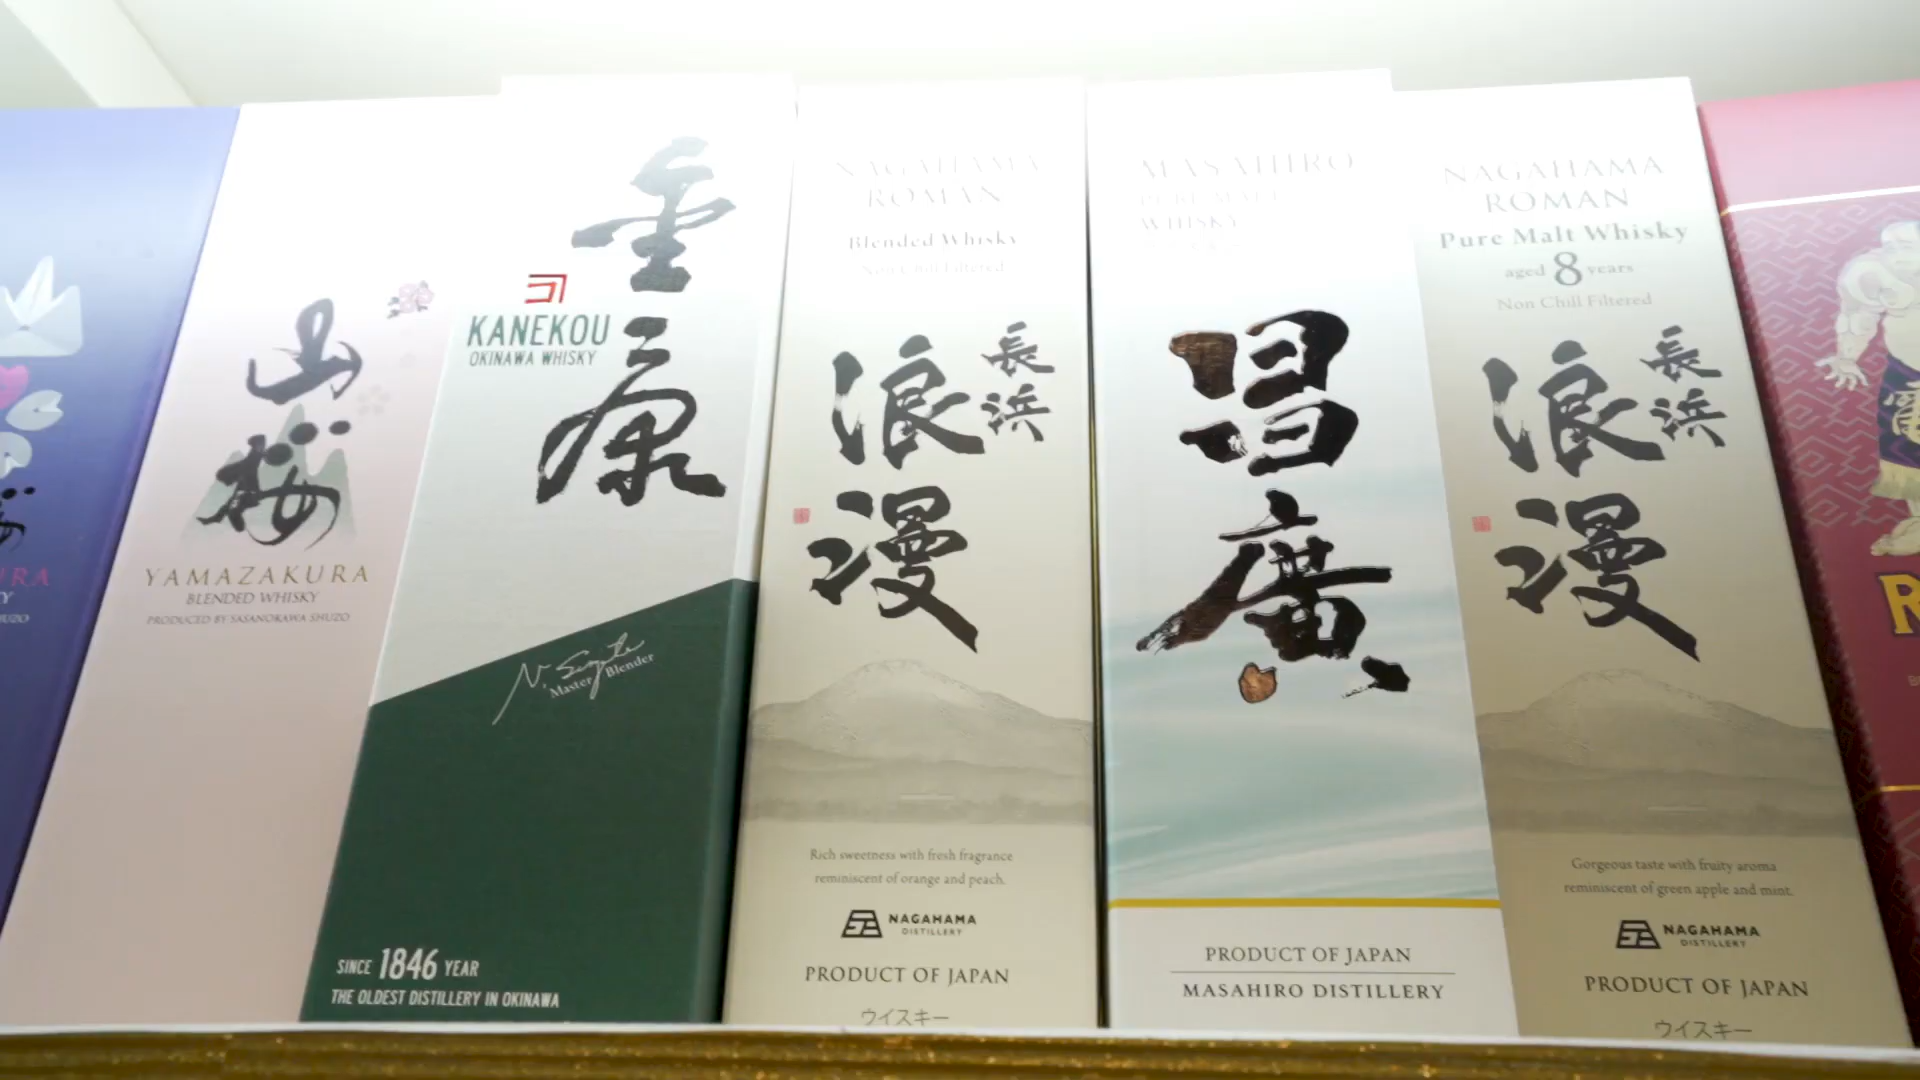 URA
山桜
YAMAZAKURA
BLENDED WHISKY
PRODUCED BY SASANOKAWA SHUZO
金康
KANEKOU
OKINAWA WHISKY
Master Blender
SINCE 1846 YEAR
THE OLDEST DISTILLERY IN OKINAWA
NAGAHAMA
ROMAN
Blended Whisky
Non Chill Filtered
長浜
浪漫
Rich sweetness with fresh fragrance
reminiscent of orange and peach.
NAGAHAMA
DISTILLERY
PRODUCT OF JAPAN
ウイスキー
MASAHIRO
PURE MALT
WHISKY
昌廣
PRODUCT OF JAPAN
MASAHIRO DISTILLERY
NAGAHAMA
ROMAN
Pure Malt Whisky
aged 8 years
Non Chill Filtered
長浜
浪漫
Gorgeous taste with fruity aroma
reminiscent of green apple and mint.
NAGAHAMA
DISTILLERY
PRODUCT OF JAPAN
ウイスキー
R